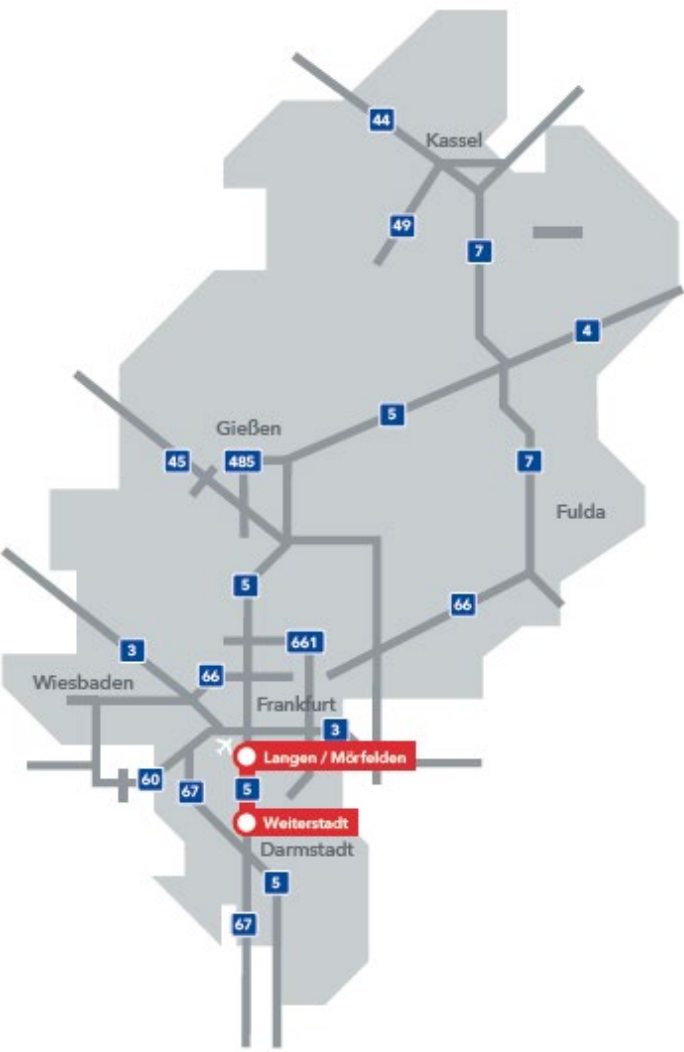 44
Kassel
49
7
4
5
Gießen
45
485
7
Fulda
5
66
661
3
66
Wiesbaden
Frankfurt
3
Langen / Mörfelden
60
67
5
Weiterstadt
Darmstadt
5
67